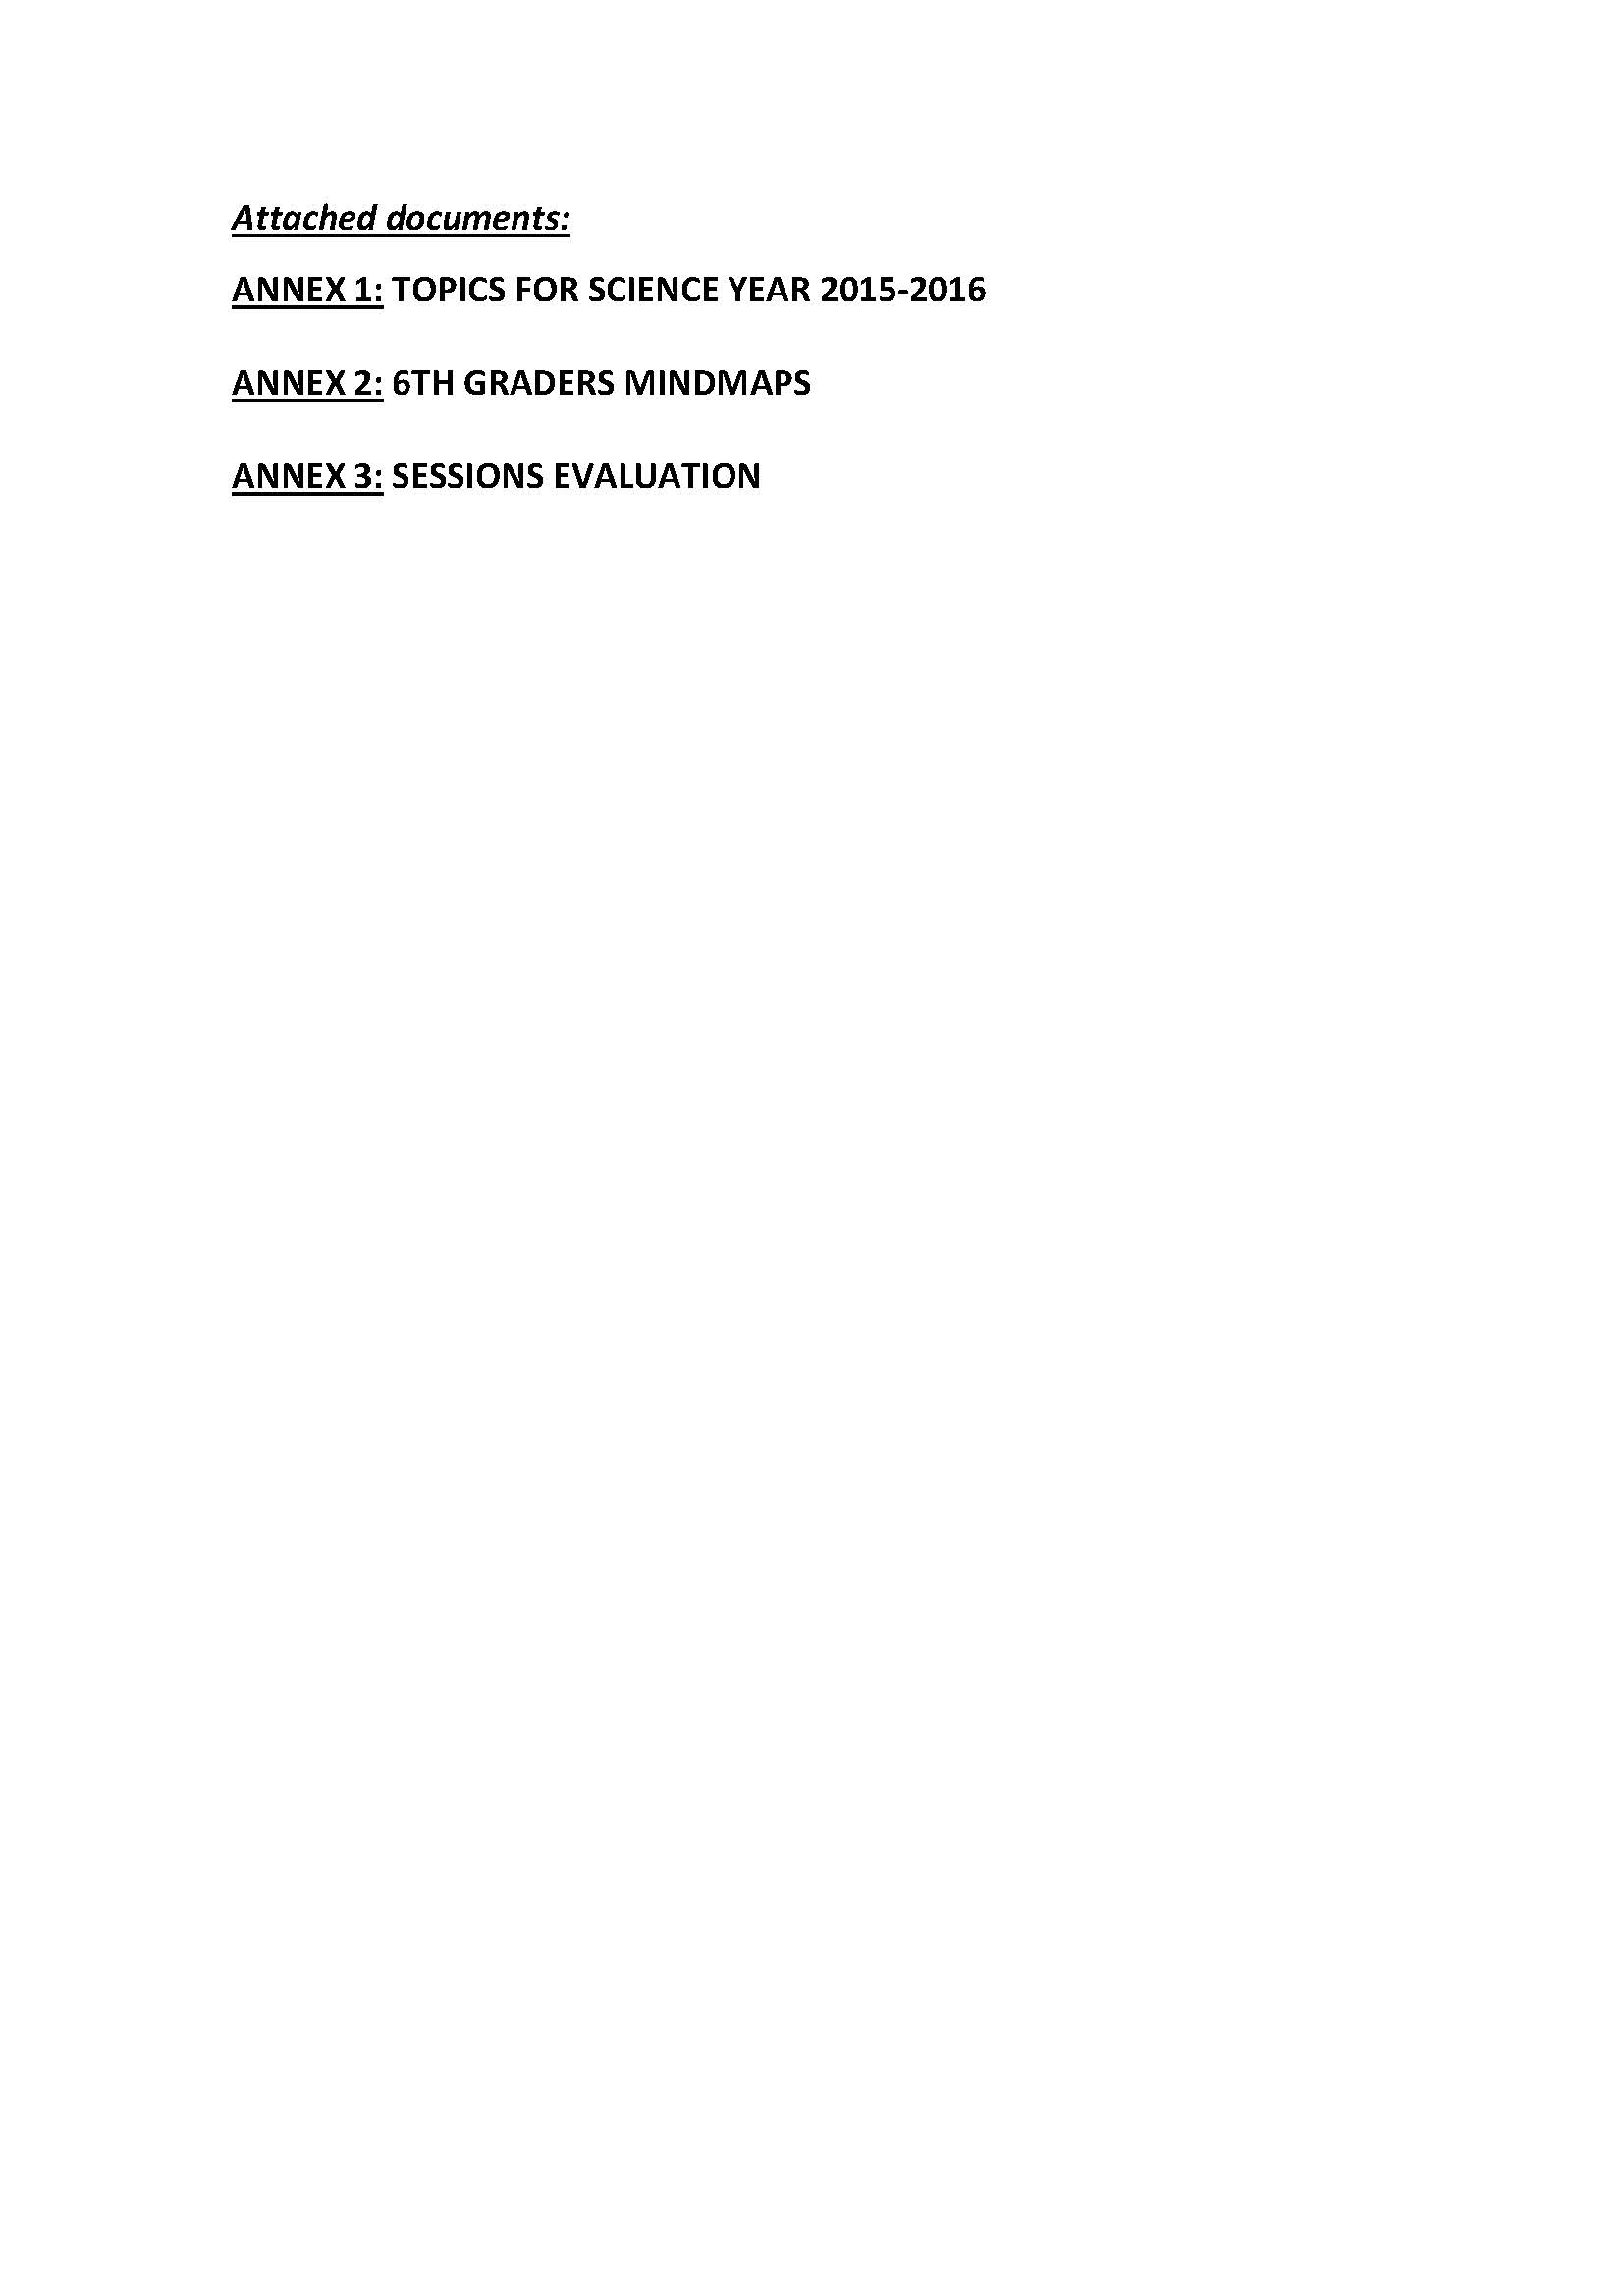 Attached documents:
ANNEX 1: TOPICS FOR SCIENCE YEAR 2015-2016
ANNEX 2: 6TH GRADERS MINDMAPS
ANNEX 3: SESSIONS EVALUATION